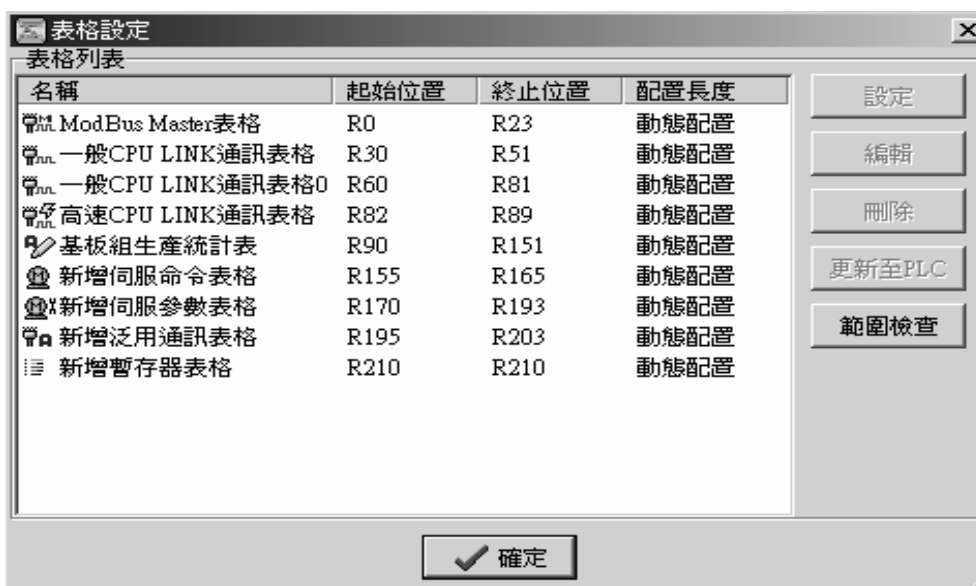 表格設定
表格列表
名稱 起始位置 終止位置 配置長度
ModBus Master表格 R0 R23 動態配置
一般CPU LINK通訊表格 R30 R51 動態配置
一般CPU LINK通訊表格0 R60 R81 動態配置
高速CPU LINK通訊表格 R82 R89 動態配置
基板組生產統計表 R90 R151 動態配置
新增伺服命令表格 R155 R165 動態配置
新增伺服參數表格 R170 R193 動態配置
新增泛用通訊表格 R195 R203 動態配置
新增暫存器表格 R210 R210 動態配置
設定
編輯
刪除
更新至PLC
範圍檢查
確定